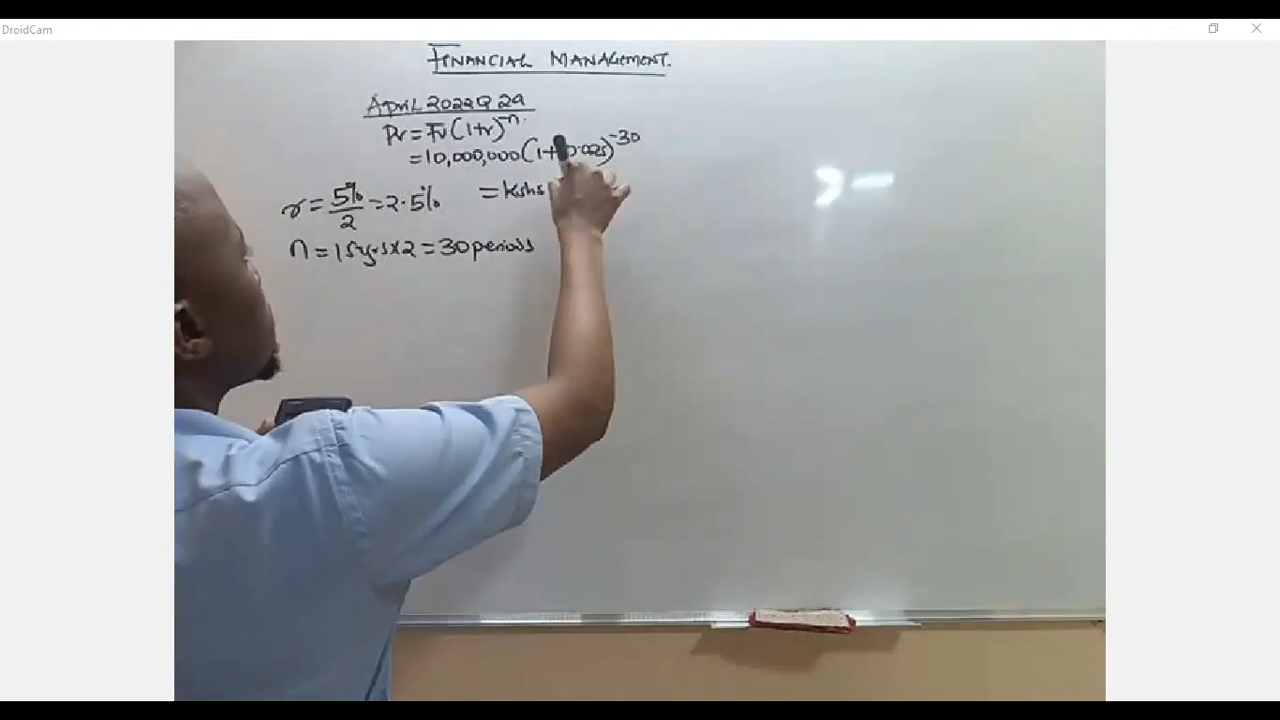 DroidCam
FINANCIAL MANAGEMENT.
APRIL 2022 Q 2a
Pv = Fv(1+r)⁻ⁿ.
= 10,000,000(1+0.025)⁻³⁰
r = 5%/2 = 2.5%
= Kshs
n = 15yrs x 2 = 30 periods